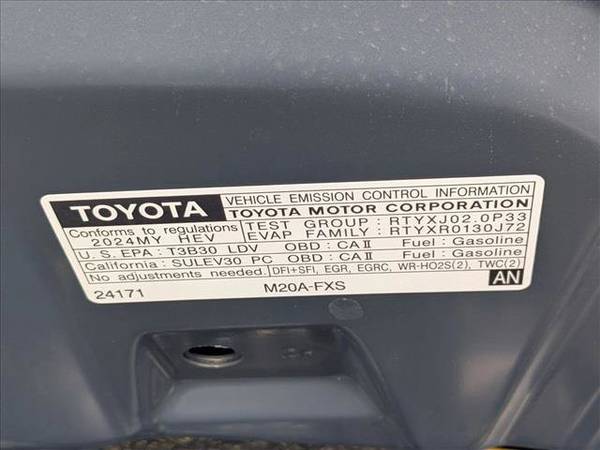 TOYOTA
VEHICLE EMISSION CONTROL INFORMATION
TOYOTA MOTOR CORPORATION
Conforms to regulations
2024MY HEV
TEST GROUP : RTYXJ02.0P33
EVAP FAMILY : RTYXR0130J72
U.S. EPA : T3B30 LDV OBD : CAⅡ Fuel : Gasoline
California : SULEV30 PC OBD : CAⅡ Fuel : Gasoline
No adjustments needed. DFI+SFI, EGR, EGRC, WR-HO2S(2), TWC(2)
24171 M20A-FXS AN